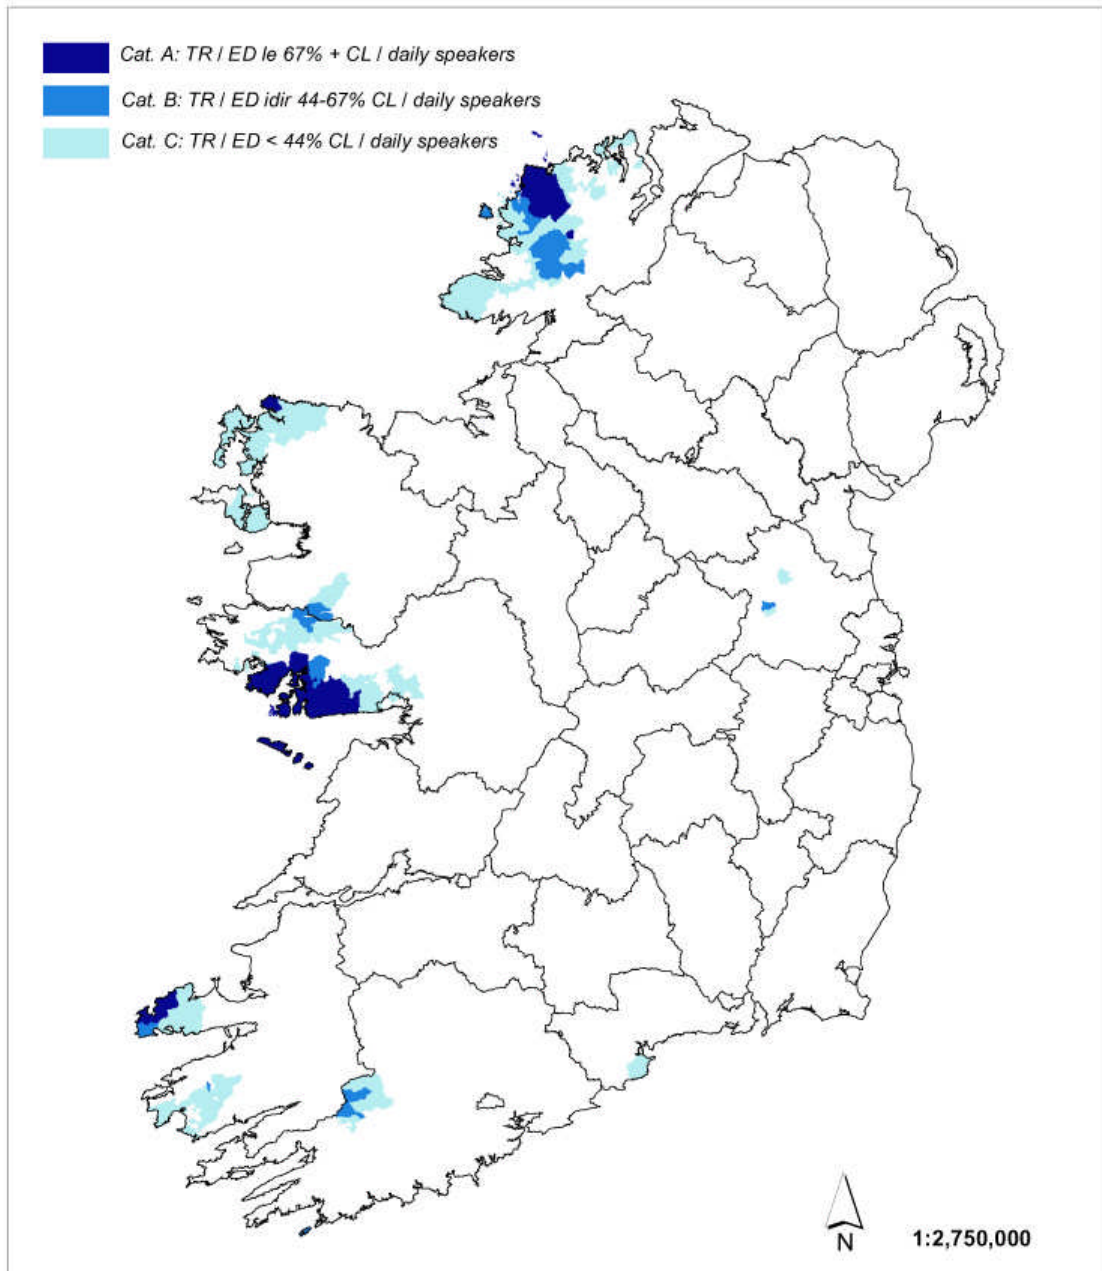 Cat. A: TR / ED le 67% + CL / daily speakers
Cat. B: TR / ED idir 44-67% CL / daily speakers
Cat. C: TR / ED < 44% CL / daily speakers
N
1:2,750,000